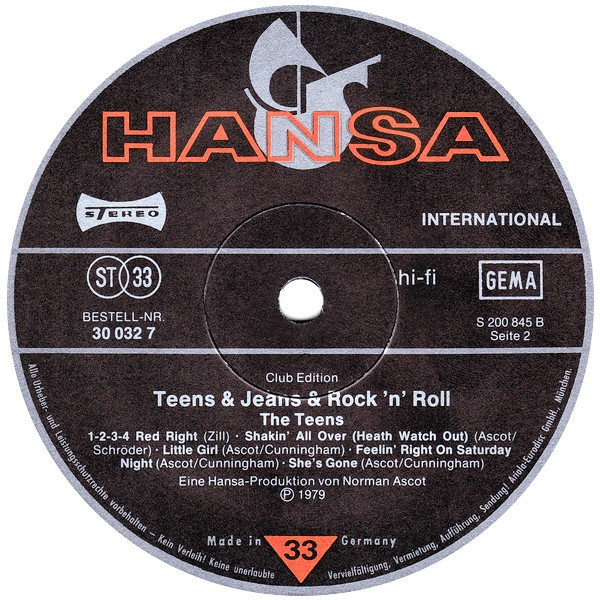 HANSA
STEREO
INTERNATIONAL
ST 33
hi-fi
GEMA
BESTELL-NR.
30 032 7
S 200 845 B
Seite 2
Club Edition
Teens & Jeans & Rock 'n' Roll
The Teens
1-2-3-4 Red Right (Zill) · Shakin' All Over (Heath Watch Out) (Ascot/
Schröder) · Little Girl (Ascot/Cunningham) · Feelin' Right On Saturday
Night (Ascot/Cunningham) · She's Gone (Ascot/Cunningham)
Eine Hansa-Produktion von Norman Ascot
Ⓟ 1979
Made in Germany
33
Alle Urheber- und Leistungsschutzrechte vorbehalten – Kein Verleih! Keine unerlaubte Vervielfältigung, Vermietung, Aufführung, Sendung! Ariola-Eurodisc GmbH., München.